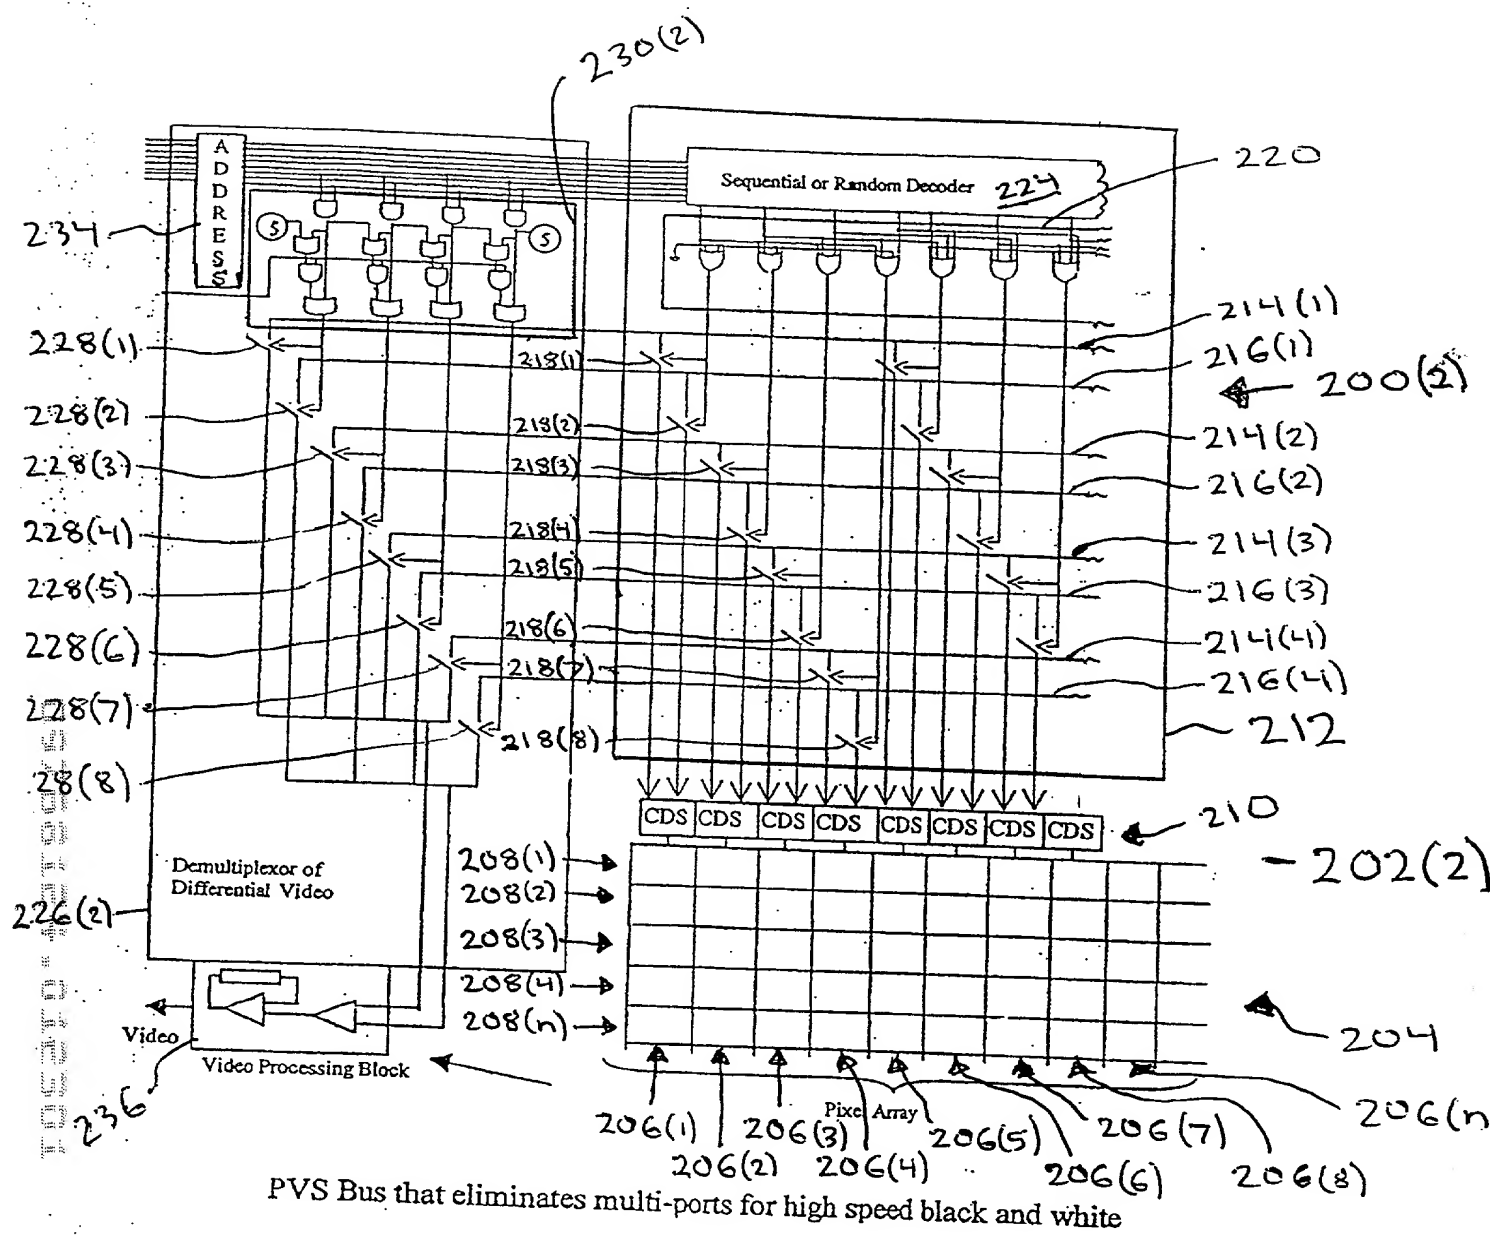 230(2)
220
A
D
D
R
E
S
S
Sequential or Random Decoder 224
234
S
S
214(1)
228(1)
218(1)
216(1)
200(2)
228(2)
218(2)
214(2)
228(3)
218(3)
216(2)
228(4)
218(4)
214(3)
228(5)
218(5)
216(3)
228(6)
218(6)
214(4)
218(7)
216(4)
228(7)
218(8)
212
28(8)
CDS CDS CDS CDS CDS CDS CDS CDS
210
208(1)
202(2)
Demultiplexor of
Differential Video
208(2)
226(2)
208(3)
208(4)
208(n)
204
Video
Video Processing Block
236
Pixel Array
206(1) 206(3) 206(5) 206(7) 206(n
206(2) 206(4) 206(6) 206(8)
PVS Bus that eliminates multi-ports for high speed black and white